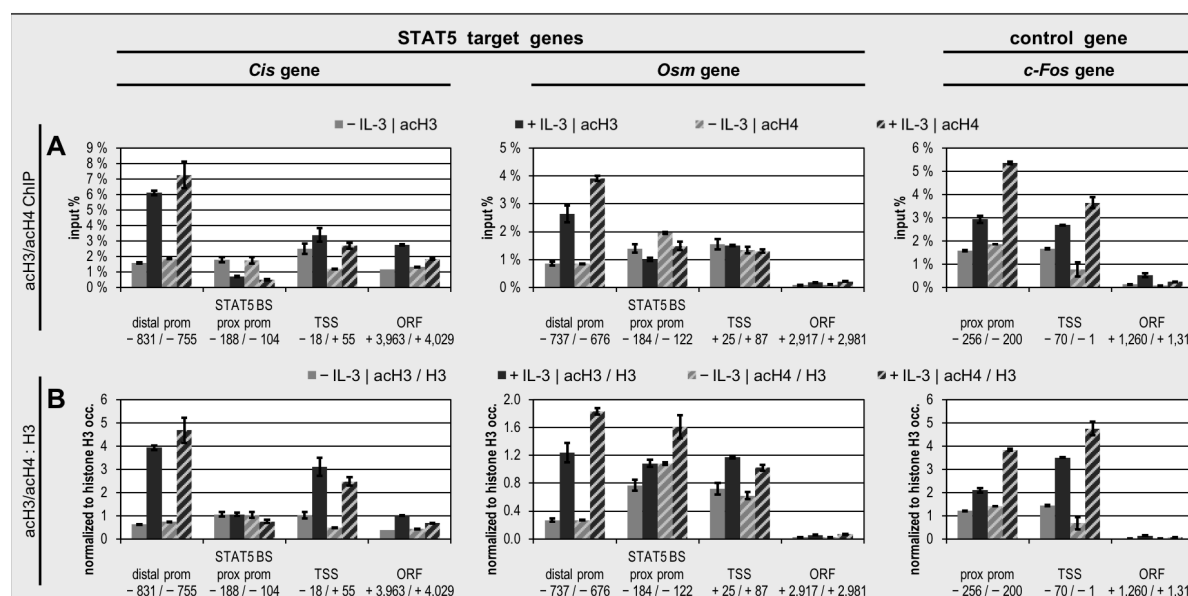 STAT5 target genes
control gene
Cis gene
Osm gene
c-Fos gene
– IL-3 | acH3
+ IL-3 | acH3
– IL-3 | acH4
+ IL-3 | acH4
A
acH3/acH4 ChIP
input %
9 %
8 %
7 %
6 %
5 %
4 %
3 %
2 %
1 %
0 %
STAT5 BS
distal prom prox prom TSS ORF
– 831 / – 755 – 188 / – 104 – 18 / + 55 + 3,963 / + 4,029
input %
5 %
4 %
3 %
2 %
1 %
0 %
STAT5 BS
distal prom prox prom TSS ORF
– 737 / – 676 – 184 / – 122 + 25 / + 87 + 2,917 / + 2,981
input %
6 %
5 %
4 %
3 %
2 %
1 %
0 %
prox prom TSS ORF
– 256 / – 200 – 70 / – 1 + 1,260 / + 1,31
– IL-3 | acH3 / H3
+ IL-3 | acH3 / H3
– IL-3 | acH4 / H3
+ IL-3 | acH4 / H3
B
acH3/acH4 : H3
normalized to histone H3 occ.
6
5
4
3
2
1
0
STAT5 BS
distal prom prox prom TSS ORF
– 831 / – 755 – 188 / – 104 – 18 / + 55 + 3,963 / + 4,029
normalized to histone H3 occ.
2.0
1.6
1.2
0.8
0.4
0.0
STAT5 BS
distal prom prox prom TSS ORF
– 737 / – 676 – 184 / – 122 + 25 / + 87 + 2,917 / + 2,981
normalized to histone H3 occ.
6
5
4
3
2
1
0
prox prom TSS ORF
– 256 / – 200 – 70 / – 1 + 1,260 / + 1,31